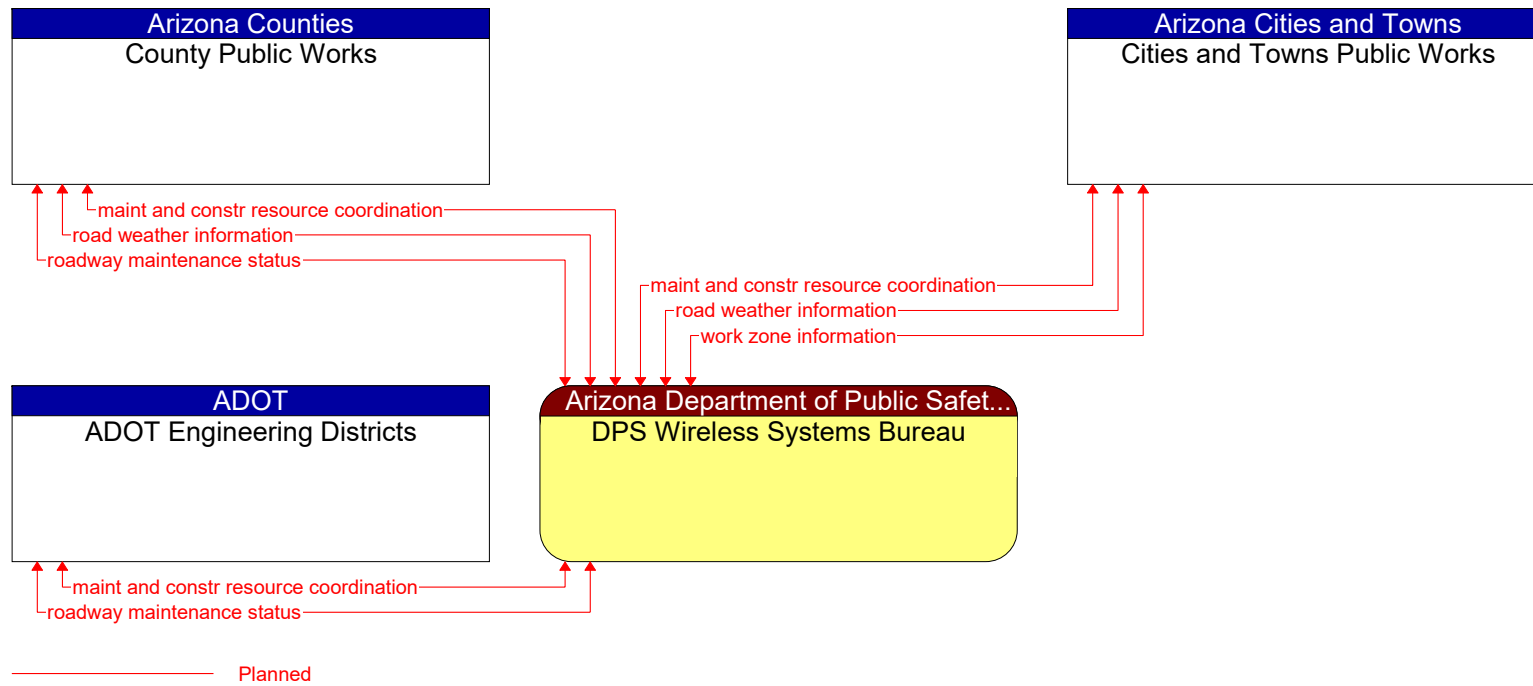 Arizona Counties
County Public Works
Arizona Cities and Towns
Cities and Towns Public Works
maint and constr resource coordination
road weather information
roadway maintenance status
maint and constr resource coordination
road weather information
work zone information
ADOT
ADOT Engineering Districts
Arizona Department of Public Safet...
DPS Wireless Systems Bureau
maint and constr resource coordination
roadway maintenance status
Planned